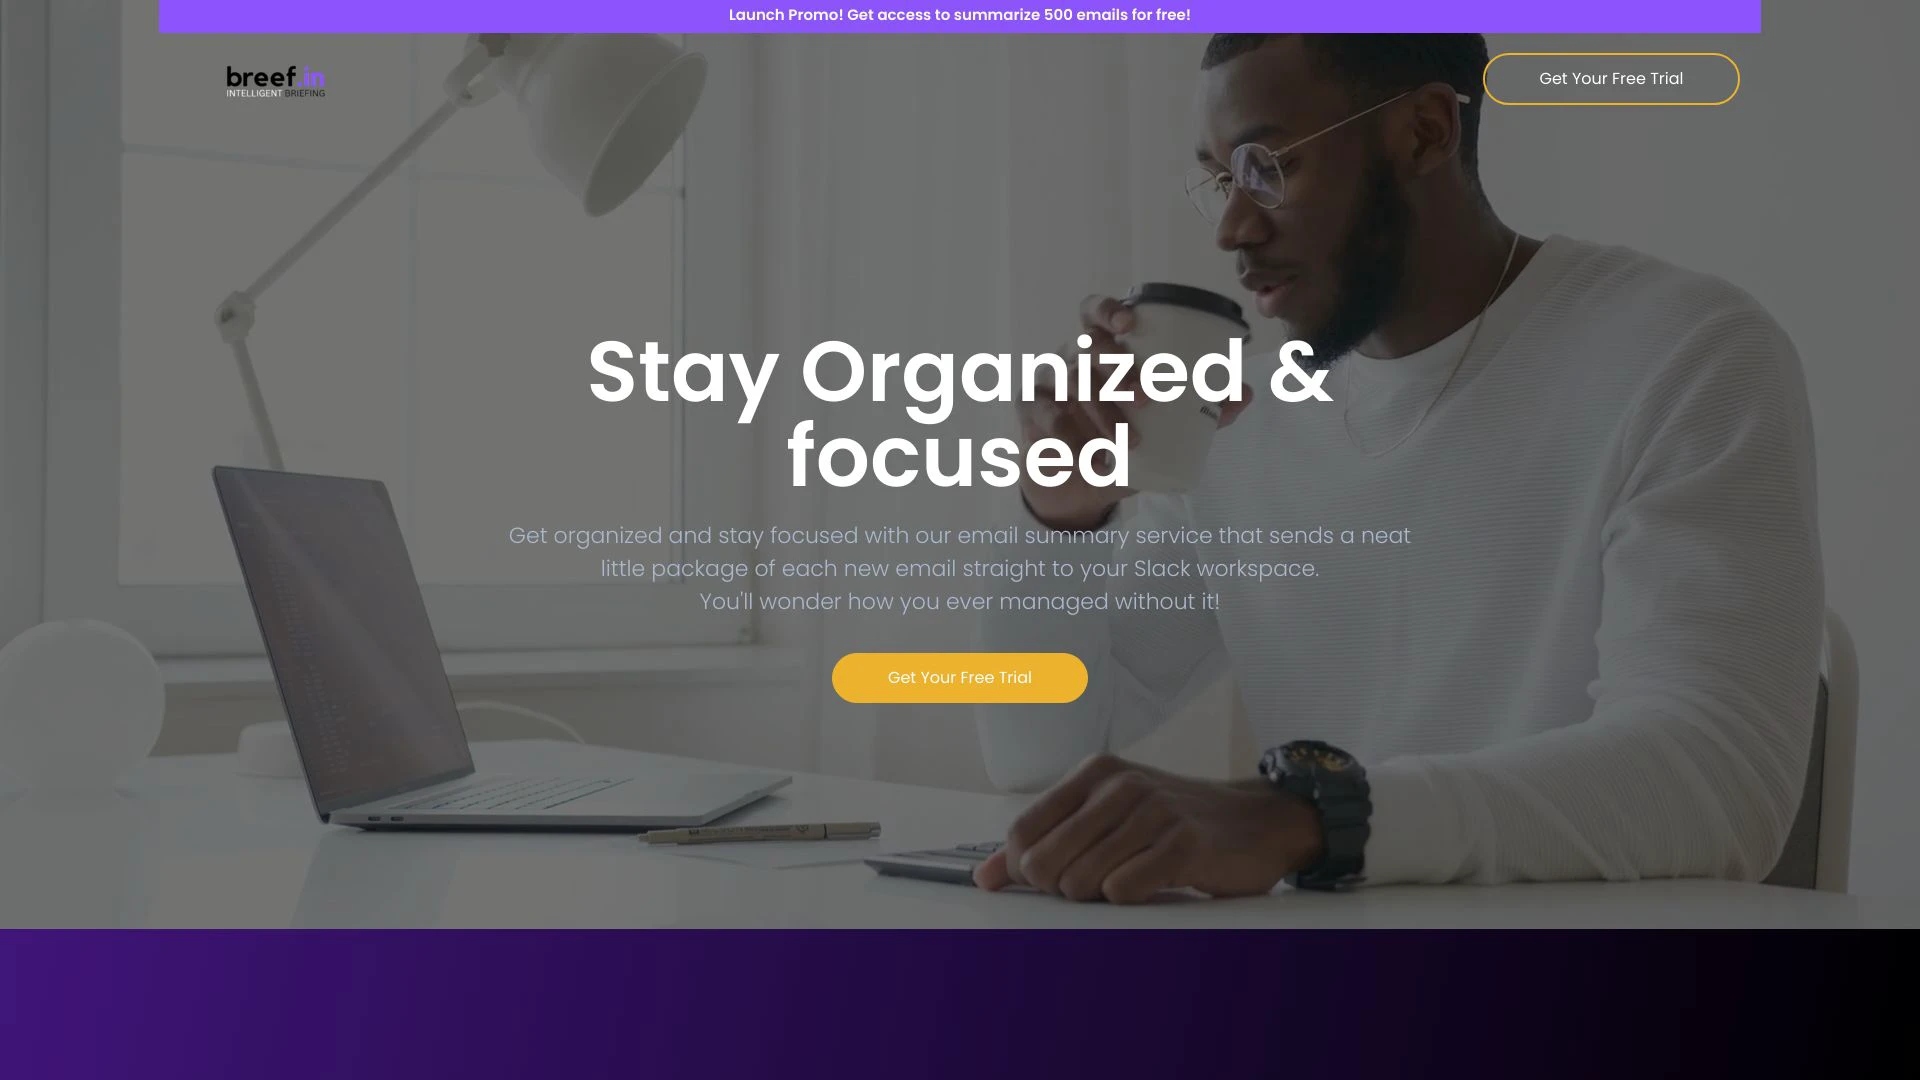 Launch Promo! Get access to summarize 500 emails for free!
breef.in
INTELLIGENT BRIEFING
Get Your Free Trial
Stay Organized &
focused
Get organized and stay focused with our email summary service that sends a neat
little package of each new email straight to your Slack workspace.
You'll wonder how you ever managed without it!
Get Your Free Trial